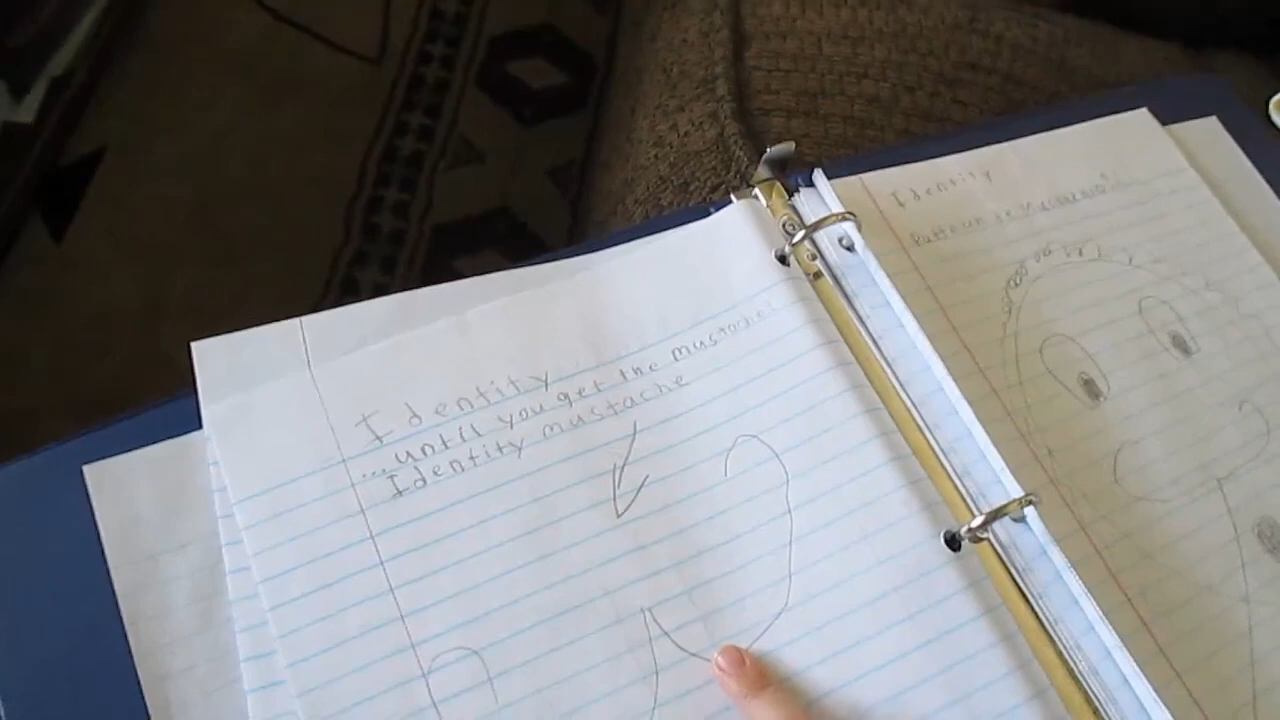 Identity
...until you get the mustache!
Identity mustache
Identity